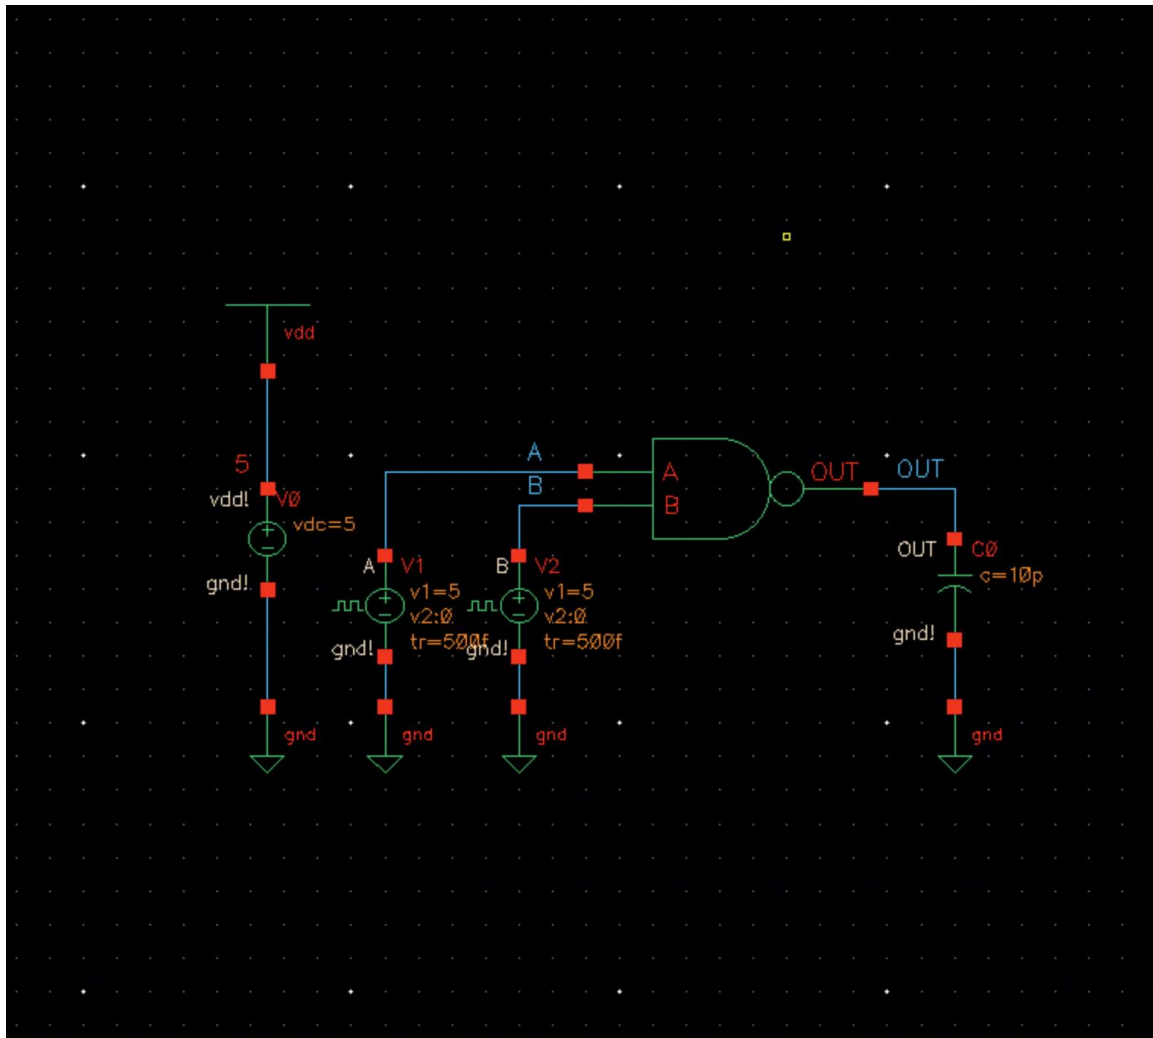 vdd
5
vdd!
V0
vdc=5
gnd!
gnd
A
B
A
B
OUT
OUT
A
V1
v1=5
v2:0
tr=500f
gnd!
gnd
B
V2
v1=5
v2:0
tr=500f
gnd!
gnd
OUT
C0
c=10p
gnd!
gnd